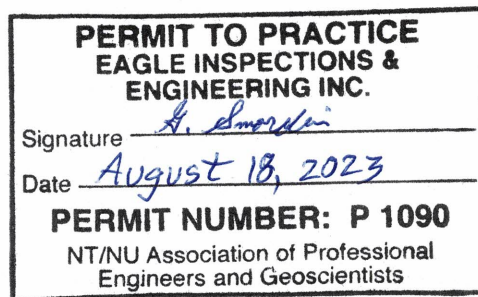 PERMIT TO PRACTICE
EAGLE INSPECTIONS &
ENGINEERING INC.
Signature
Date August 18, 2023
PERMIT NUMBER: P 1090
NT/NU Association of Professional
Engineers and Geoscientists